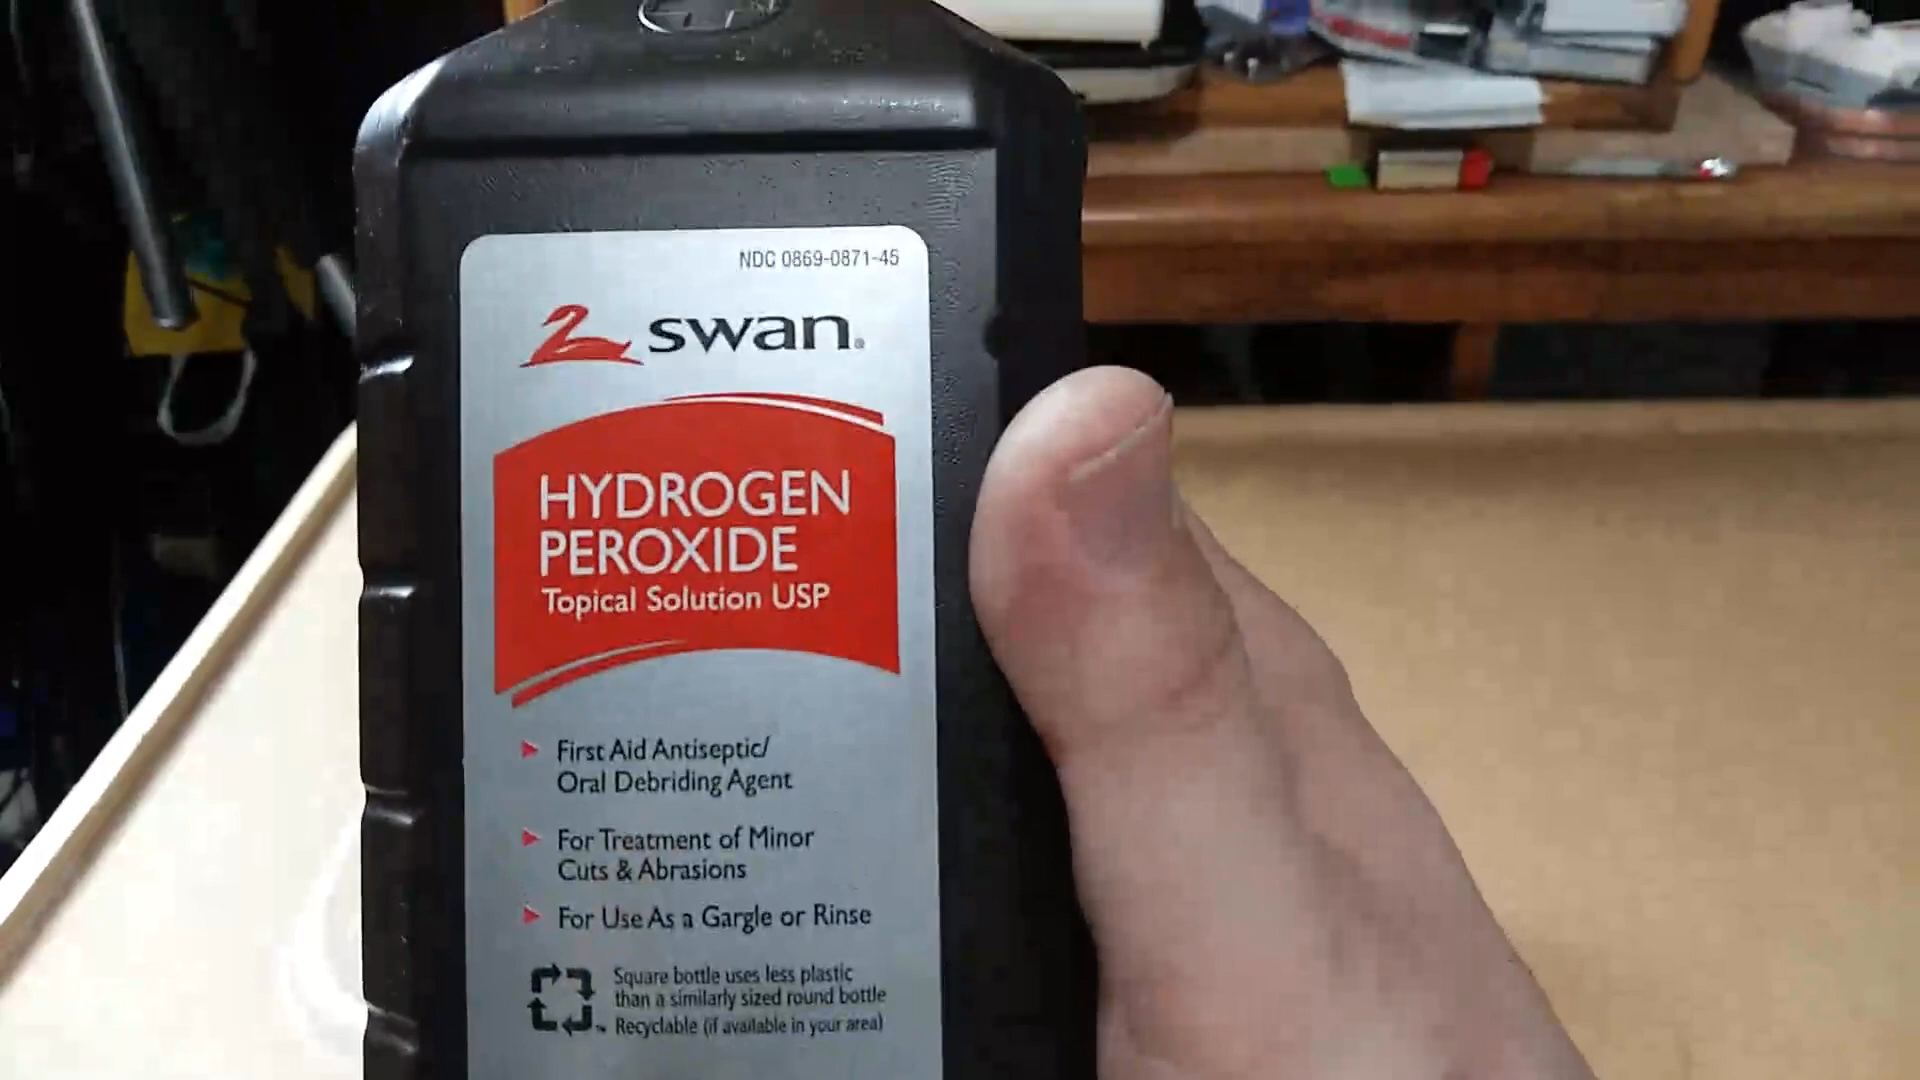 NDC 0869-0871-45
swan®
HYDROGEN
PEROXIDE
Topical Solution USP
First Aid Antiseptic/
Oral Debriding Agent
For Treatment of Minor
Cuts & Abrasions
For Use As a Gargle or Rinse
Square bottle uses less plastic
than a similarly sized round bottle
Recyclable (if available in your area)